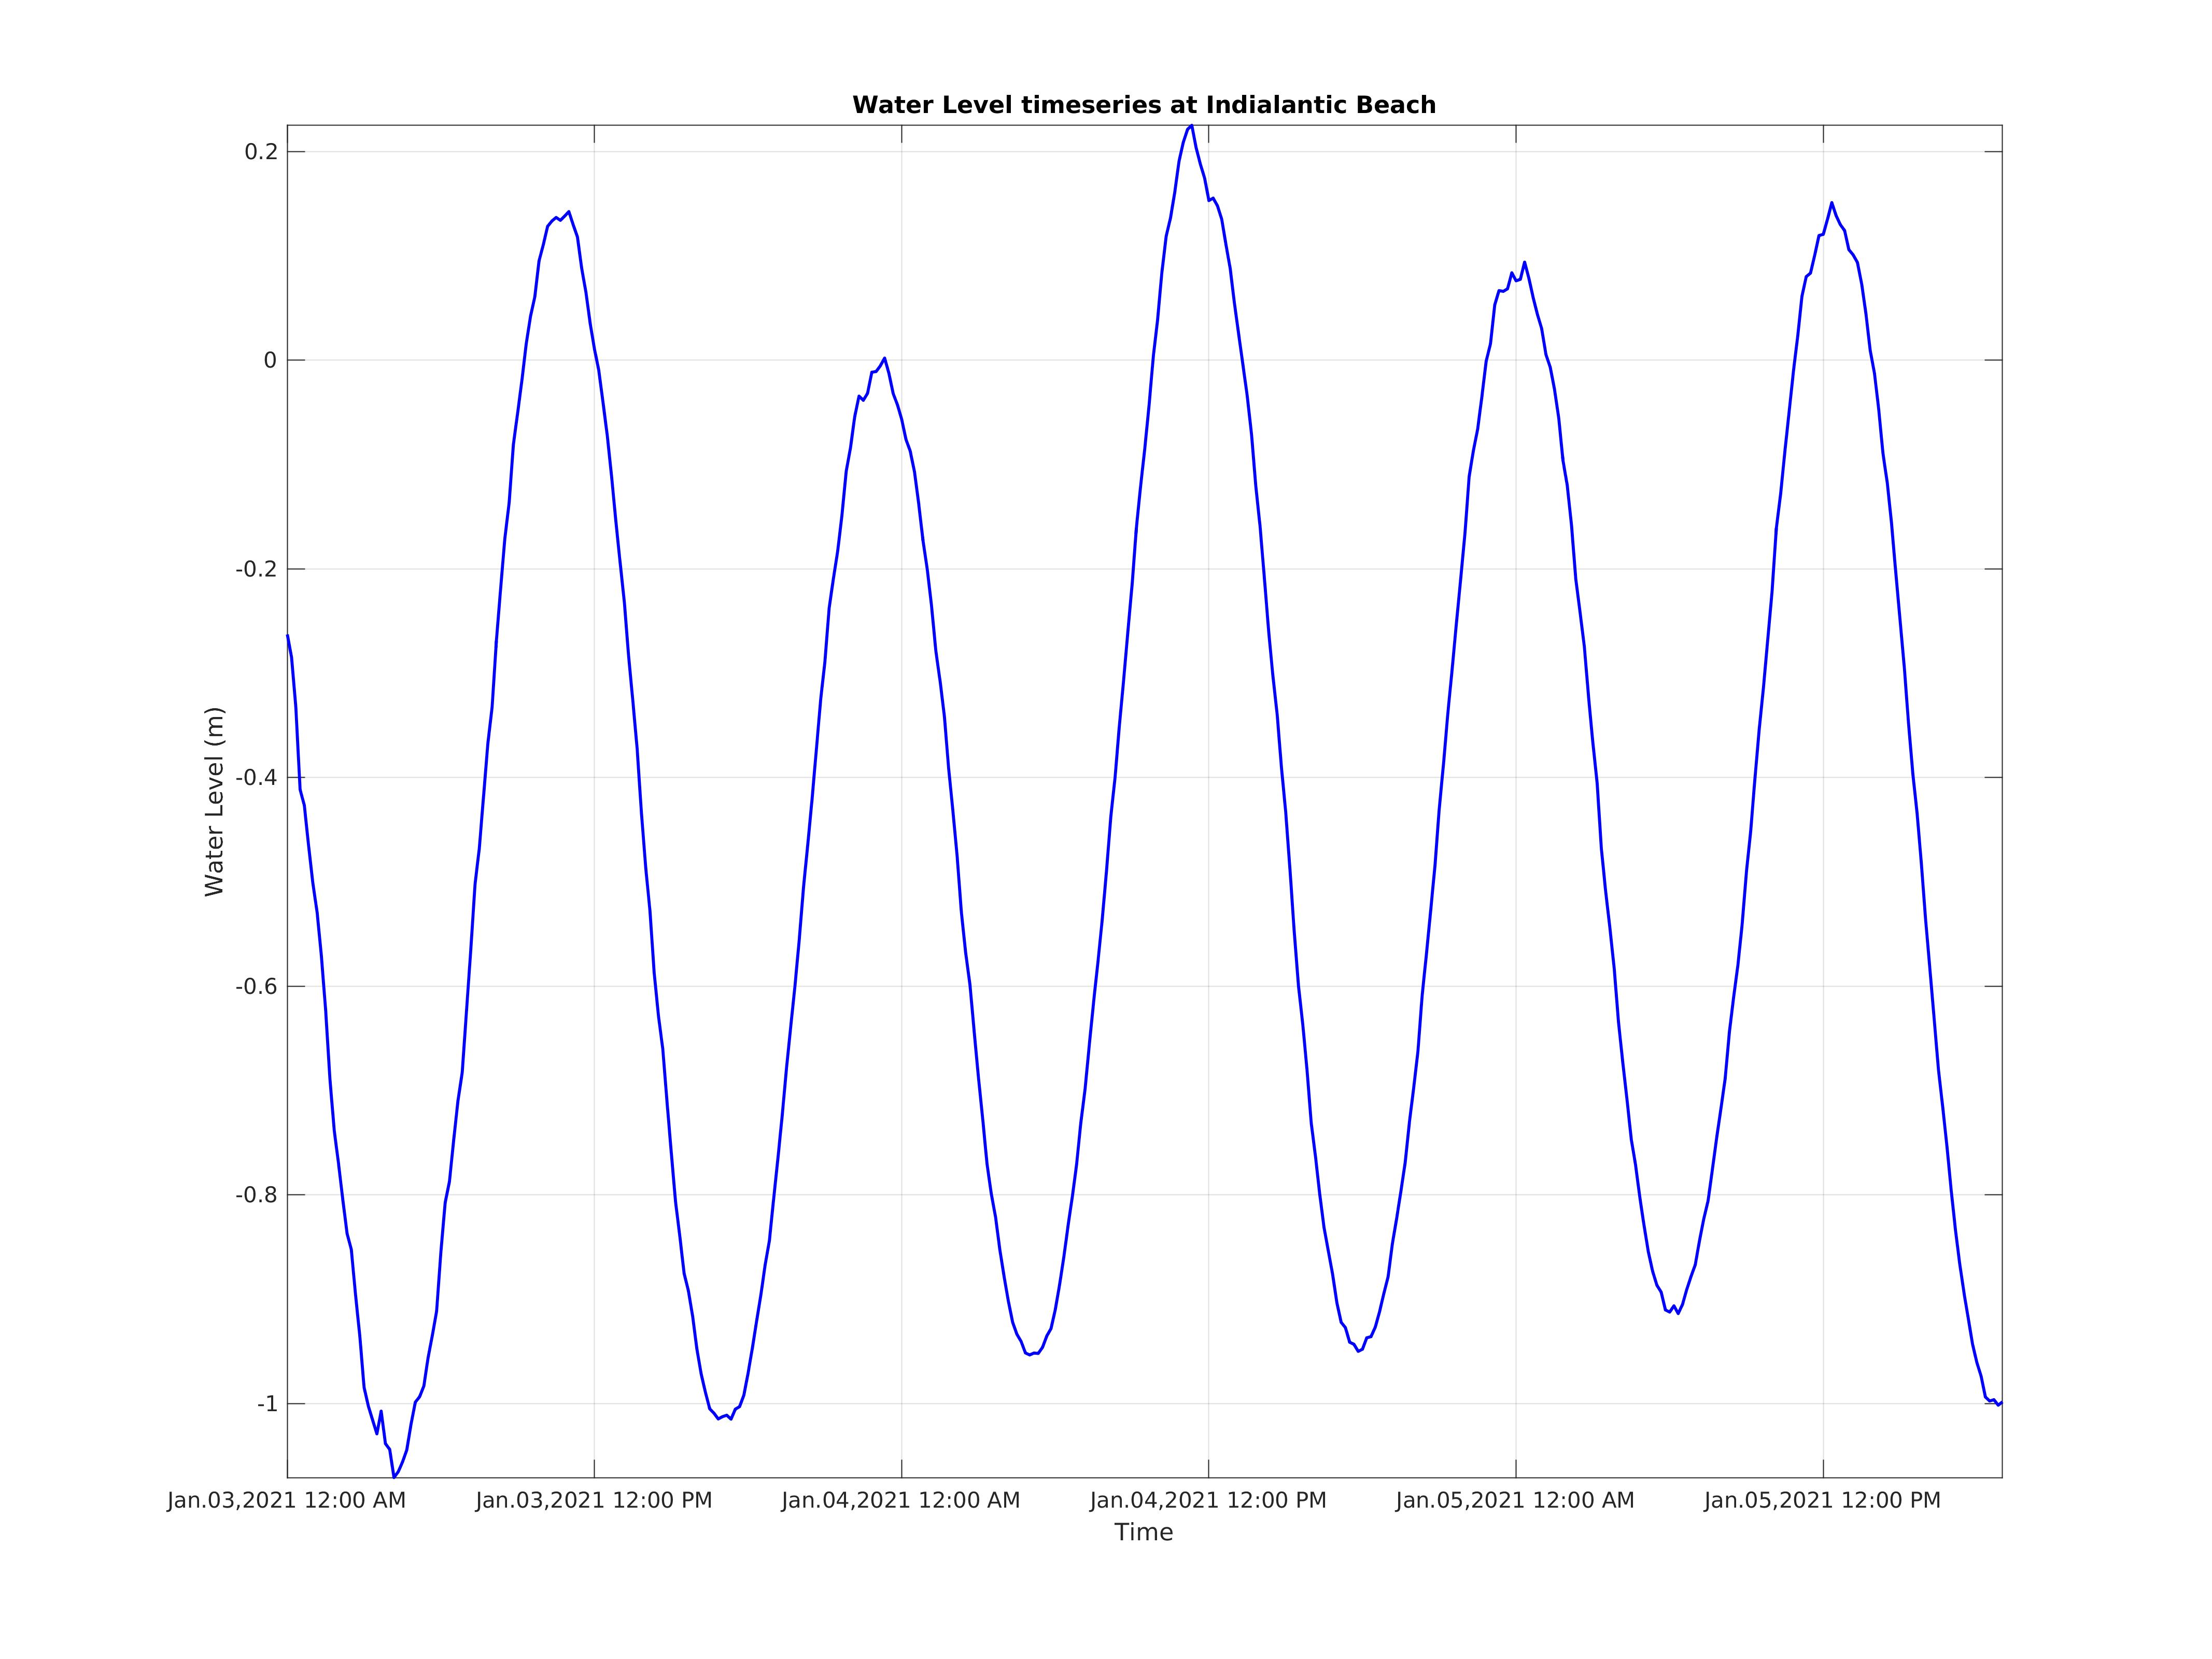 Water Level timeseries at Indialantic Beach
0.2
0
-0.2
-0.4
-0.6
-0.8
-1
Water Level (m)
Jan.03,2021 12:00 AM Jan.03,2021 12:00 PM Jan.04,2021 12:00 AM Jan.04,2021 12:00 PM Jan.05,2021 12:00 AM Jan.05,2021 12:00 PM
Time